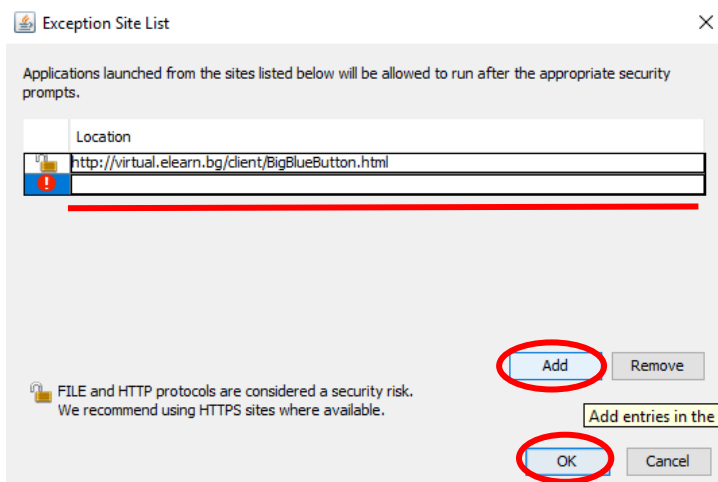 Exception Site List
Applications launched from the sites listed below will be allowed to run after the appropriate security
prompts.
Location
http://virtual.elearn.bg/client/BigBlueButton.html
Add
Remove
FILE and HTTP protocols are considered a security risk.
We recommend using HTTPS sites where available.
Add entries in the
OK
Cancel